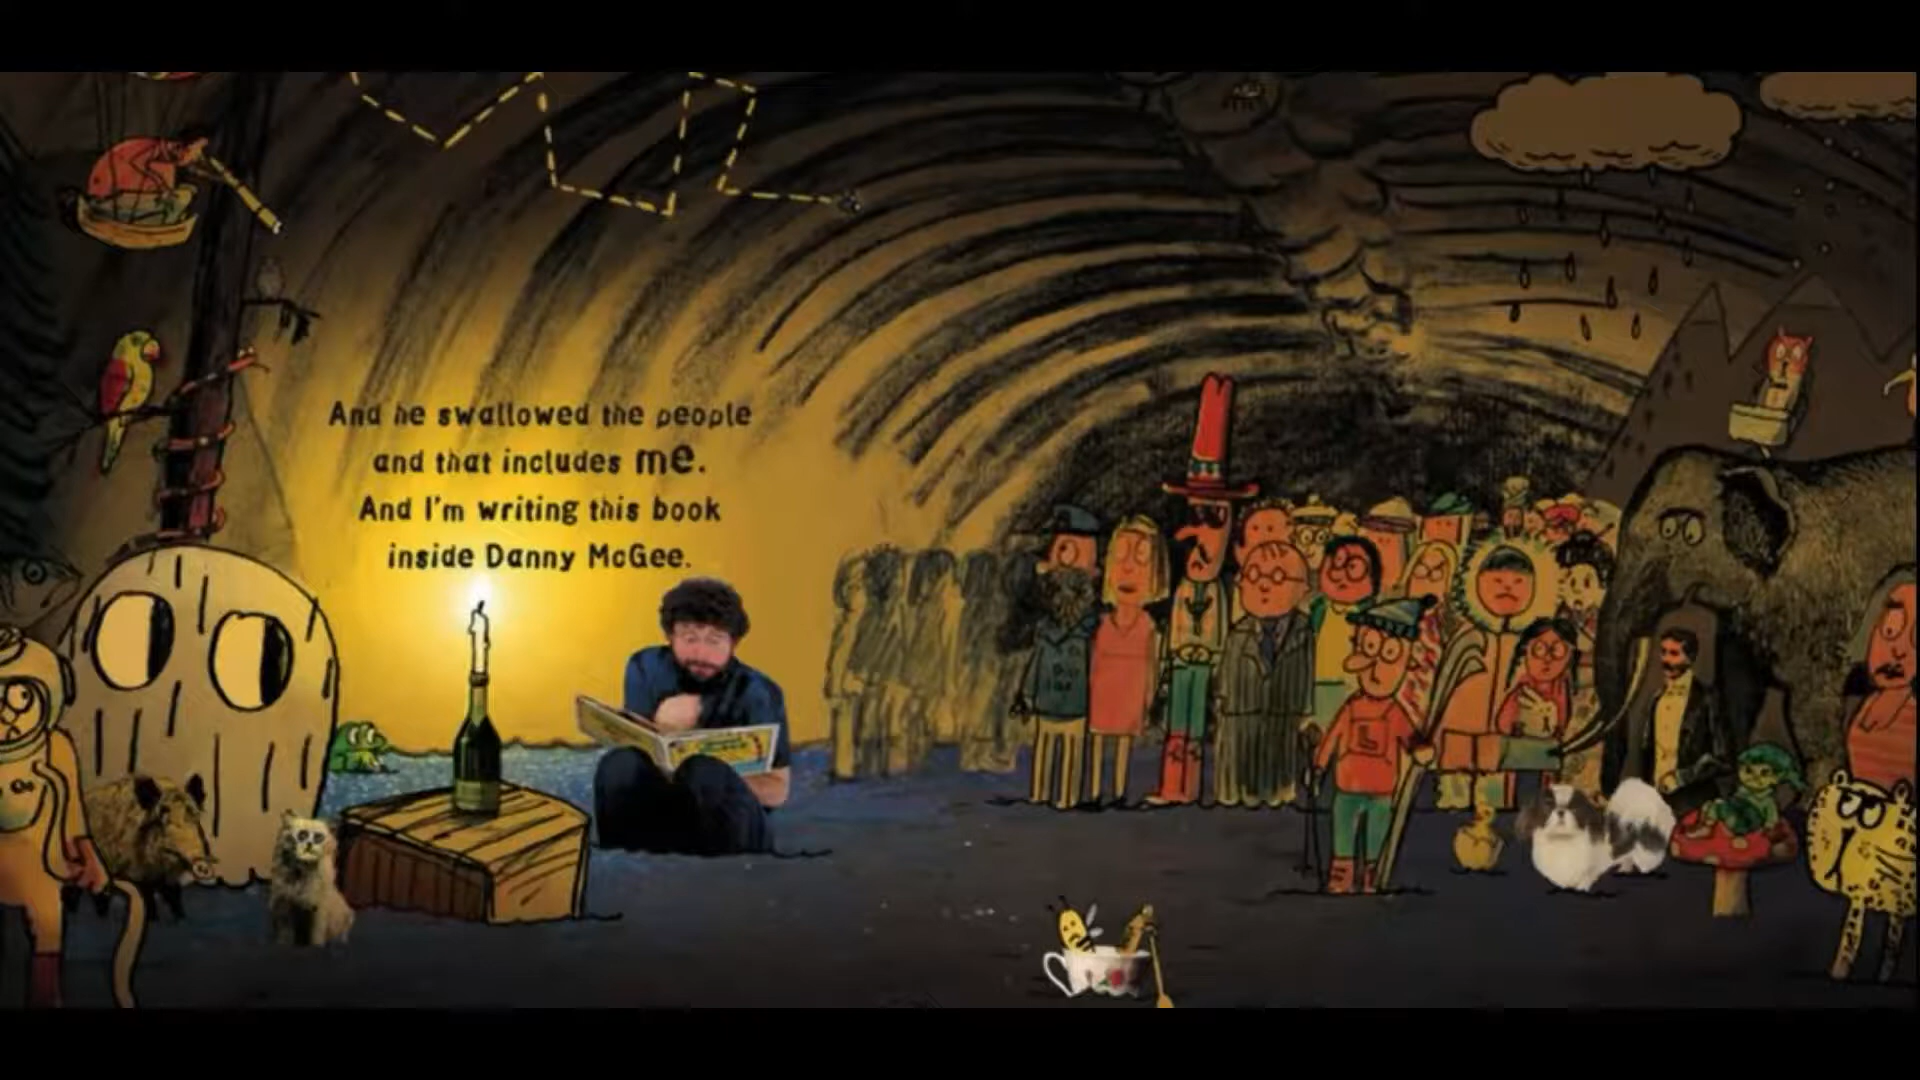 And he swallowed the people
and that includes me.
And I'm writing this book
inside Danny McGee.
L